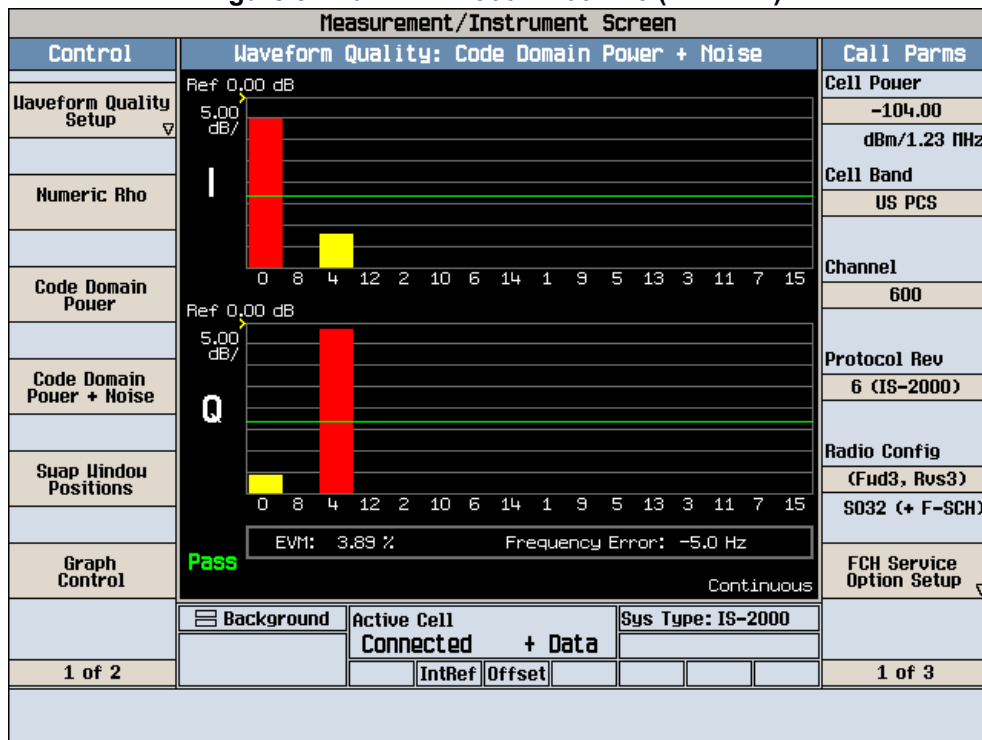 Measurement/Instrument Screen
Control
Waveform Quality: Code Domain Power + Noise
Call Parms
Waveform Quality
Setup
Numeric Rho
Code Domain
Power
Code Domain
Power + Noise
Swap Window
Positions
Graph
Control
1 of 2
Ref 0.00 dB
5.00
dB/
I
0 8 4 12 2 10 6 14 1 9 5 13 3 11 7 15
Ref 0.00 dB
5.00
dB/
Q
0 8 4 12 2 10 6 14 1 9 5 13 3 11 7 15
EVM: 3.89 % Frequency Error: -5.0 Hz
Pass
Continuous
Background
Active Cell
Connected + Data
Sys Type: IS-2000
IntRef Offset
Cell Power
-104.00
dBm/1.23 MHz
Cell Band
US PCS
Channel
600
Protocol Rev
6 (IS-2000)
Radio Config
(Fwd3, Rvs3)
SO32 (+ F-SCH)
FCH Service
Option Setup
1 of 3